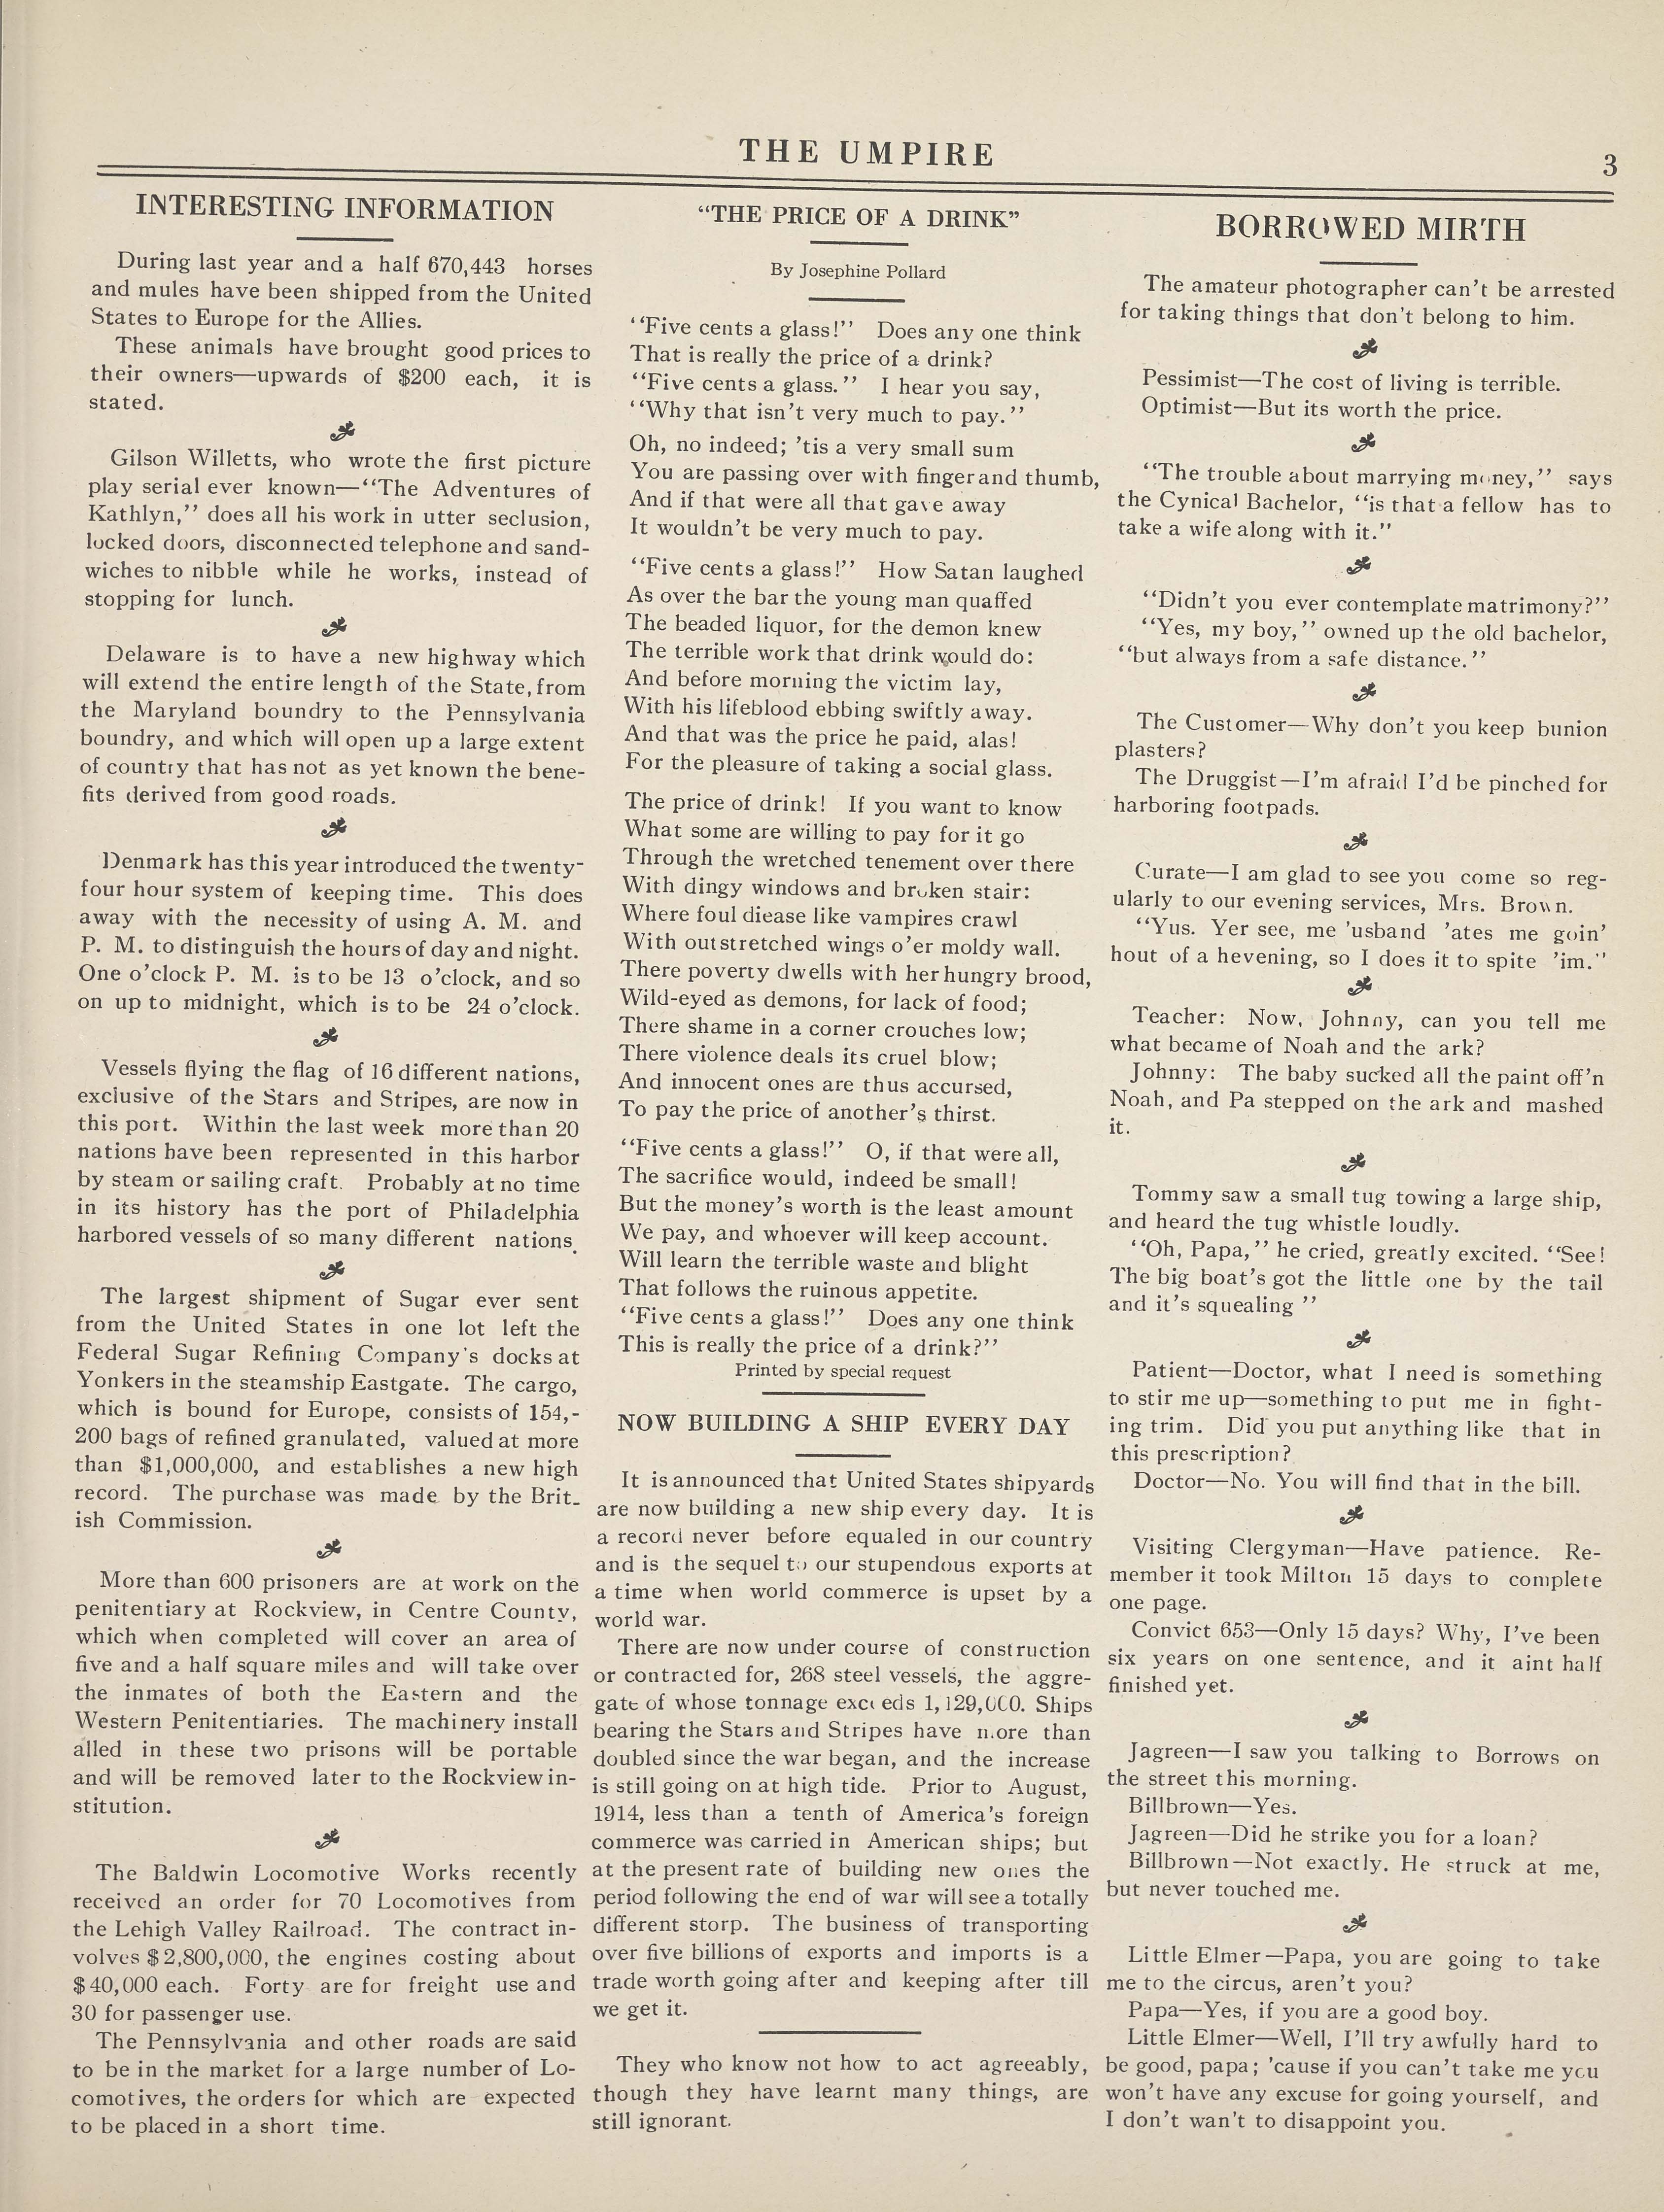 THE UMPIRE
3
INTERESTING INFORMATION
During last year and a half 670,443 horses
and mules have been shipped from the United
States to Europe for the Allies.
These animals have brought good prices to
their owners—upwards of $200 each, it is
stated.
Gilson Willetts, who wrote the first picture
play serial ever known—‘‘The Adventures of
Kathlyn,’’ does all his work in utter seclusion,
locked doors, disconnected telephone and sand-
wiches to nibble while he works, instead of
stopping for lunch.
Delaware is to have a new highway which
will extend the entire length of the State, from
the Maryland boundry to the Pennsylvania
boundry, and which will open up a large extent
of country that has not as yet known the bene-
fits derived from good roads.
Denmark has this year introduced the twenty-
four hour system of keeping time. This does
away with the necessity of using A. M. and
P. M. to distinguish the hours of day and night.
One o’clock P. M. is to be 13 o’clock, and so
on up to midnight, which is to be 24 o’clock.
Vessels flying the flag of 16 different nations,
exclusive of the Stars and Stripes, are now in
this port. Within the last week more than 20
nations have been represented in this harbor
by steam or sailing craft. Probably at no time
in its history has the port of Philadelphia
harbored vessels of so many different nations.
The largest shipment of Sugar ever sent
from the United States in one lot left the
Federal Sugar Refining Company's docks at
Yonkers in the steamship Eastgate. The cargo,
which is bound for Europe, consists of 154,-
200 bags of refined granulated, valued at more
than $1,000,000, and establishes a new high
record. The purchase was made by the Brit-
ish Commission.
More than 600 prisoners are at work on the
penitentiary at Rockview, in Centre County,
which when completed will cover an area of
five and a half square miles and will take over
the inmates of both the Eastern and the
Western Penitentiaries. The machinery install
alled in these two prisons will be portable
and will be removed later to the Rockview in-
stitution.
The Baldwin Locomotive Works recently
received an order for 70 Locomotives from
the Lehigh Valley Railroad. The contract in-
volves $2,800,000, the engines costing about
$40,000 each. Forty are for freight use and
30 for passenger use.
The Pennsylvania and other roads are said
to be in the market for a large number of Lo-
comotives, the orders for which are expected
to be placed in a short time.
“THE PRICE OF A DRINK”
By Josephine Pollard
‘‘Five cents a glass!’’ Does any one think
That is really the price of a drink?
‘‘Five cents a glass.’’ I hear you say,
‘‘Why that isn’t very much to pay.’’
Oh, no indeed; ’tis a very small sum
You are passing over with finger and thumb,
And if that were all that gave away
It wouldn’t be very much to pay.
‘‘Five cents a glass!’’ How Satan laughed
As over the bar the young man quaffed
The beaded liquor, for the demon knew
The terrible work that drink would do:
And before morning the victim lay,
With his lifeblood ebbing swiftly away.
And that was the price he paid, alas!
For the pleasure of taking a social glass.
The price of drink! If you want to know
What some are willing to pay for it go
Through the wretched tenement over there
With dingy windows and broken stair:
Where foul diease like vampires crawl
With outstretched wings o’er moldy wall.
There poverty dwells with her hungry brood,
Wild-eyed as demons, for lack of food;
There shame in a corner crouches low;
There violence deals its cruel blow;
And innocent ones are thus accursed,
To pay the price of another’s thirst.
‘‘Five cents a glass!’’ O, if that were all,
The sacrifice would, indeed be small!
But the money’s worth is the least amount
We pay, and whoever will keep account.
Will learn the terrible waste and blight
That follows the ruinous appetite.
‘‘Five cents a glass!’’ Does any one think
This is really the price of a drink?’’
Printed by special request
NOW BUILDING A SHIP EVERY DAY
It is announced that United States shipyards
are now building a new ship every day. It is
a record never before equaled in our country
and is the sequel to our stupendous exports at
a time when world commerce is upset by a
world war.
There are now under course of construction
or contracted for, 268 steel vessels, the aggre-
gate of whose tonnage exceeds 1,129,000. Ships
bearing the Stars and Stripes have more than
doubled since the war began, and the increase
is still going on at high tide. Prior to August,
1914, less than a tenth of America’s foreign
commerce was carried in American ships; but
at the present rate of building new ones the
period following the end of war will see a totally
different storp. The business of transporting
over five billions of exports and imports is a
trade worth going after and keeping after till
we get it.
They who know not how to act agreeably,
though they have learnt many things, are
still ignorant.
BORROWED MIRTH
The amateur photographer can’t be arrested
for taking things that don’t belong to him.
Pessimist—The cost of living is terrible.
Optimist—But its worth the price.
‘‘The trouble about marrying money,’’ says
the Cynical Bachelor, ‘‘is that a fellow has to
take a wife along with it.’’
‘‘Didn’t you ever contemplate matrimony?’’
‘‘Yes, my boy,’’ owned up the old bachelor,
‘‘but always from a safe distance.’’
The Customer—Why don’t you keep bunion
plasters?
The Druggist—I’m afraid I’d be pinched for
harboring footpads.
Curate—I am glad to see you come so reg-
ularly to our evening services, Mrs. Brown.
‘‘Yus. Yer see, me 'usband 'ates me goin’
hout of a hevening, so I does it to spite 'im.’’
Teacher: Now, Johnny, can you tell me
what became of Noah and the ark?
Johnny: The baby sucked all the paint off’n
Noah, and Pa stepped on the ark and mashed
it.
Tommy saw a small tug towing a large ship,
and heard the tug whistle loudly.
‘‘Oh, Papa,’’ he cried, greatly excited. ‘‘See!
The big boat’s got the little one by the tail
and it’s squealing ’’
Patient—Doctor, what I need is something
to stir me up—something to put me in fight-
ing trim. Did you put anything like that in
this prescription?
Doctor—No. You will find that in the bill.
Visiting Clergyman—Have patience. Re-
member it took Milton 15 days to complete
one page.
Convict 653—Only 15 days? Why, I’ve been
six years on one sentence, and it aint half
finished yet.
Jagreen—I saw you talking to Borrows on
the street this morning.
Billbrown—Yes.
Jagreen—Did he strike you for a loan?
Billbrown—Not exactly. He struck at me,
but never touched me.
Little Elmer—Papa, you are going to take
me to the circus, aren’t you?
Papa—Yes, if you are a good boy.
Little Elmer—Well, I’ll try awfully hard to
be good, papa; ’cause if you can’t take me you
won’t have any excuse for going yourself, and
I don’t wan’t to disappoint you.